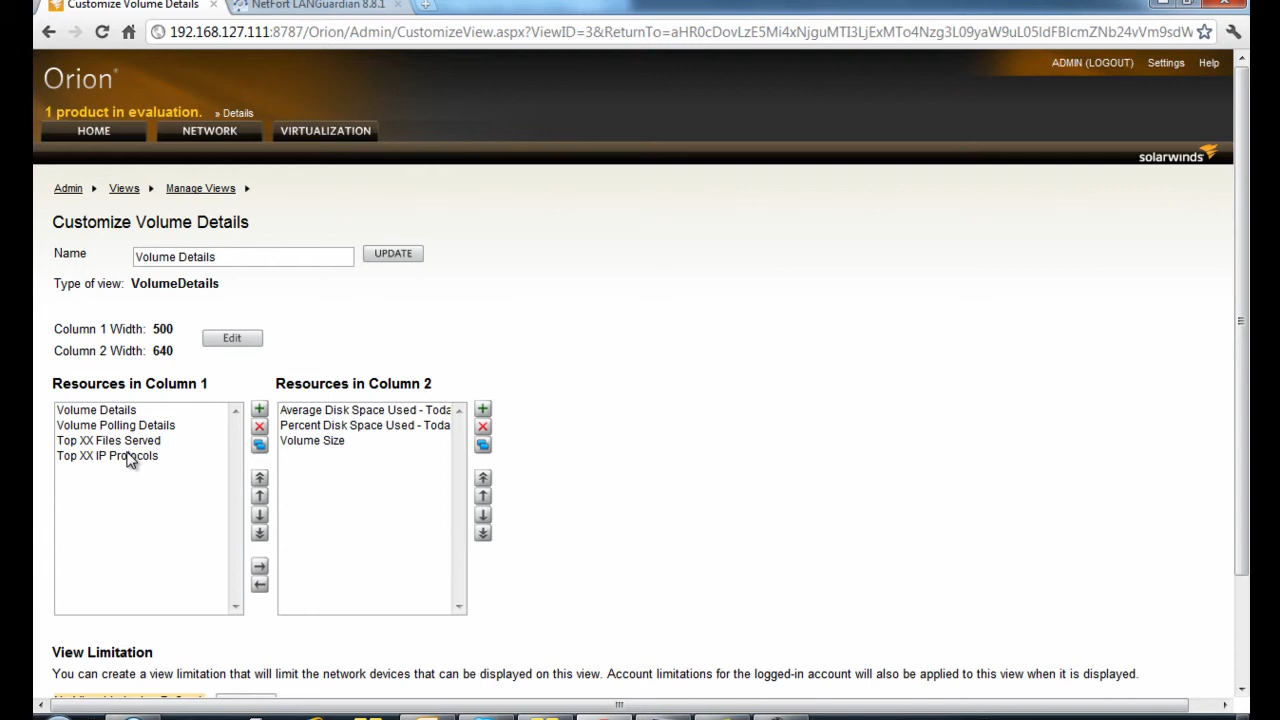 Customize Volume Details
NetFort LANGuardian 8.8.1
192.168.127.111:8787/Orion/Admin/CustomizeView.aspx?ViewID=3&ReturnTo=
ADMIN (LOGOUT) Settings Help
Orion
1 product in evaluation. » Details
HOME NETWORK VIRTUALIZATION
solarwinds
Admin Views Manage Views
Customize Volume Details
Name Volume Details UPDATE
Type of view: VolumeDetails
Column 1 Width: 500
Edit
Column 2 Width: 640
Resources in Column 1
Volume Details
Volume Polling Details
Top XX Files Served
Top XX IP Protocols
Resources in Column 2
Average Disk Space Used - Toda
Percent Disk Space Used - Toda
Volume Size
View Limitation
You can create a view limitation that will limit the network devices that can be displayed on this view. Account limitations for the logged-in account will also be applied to this view when it is displayed.